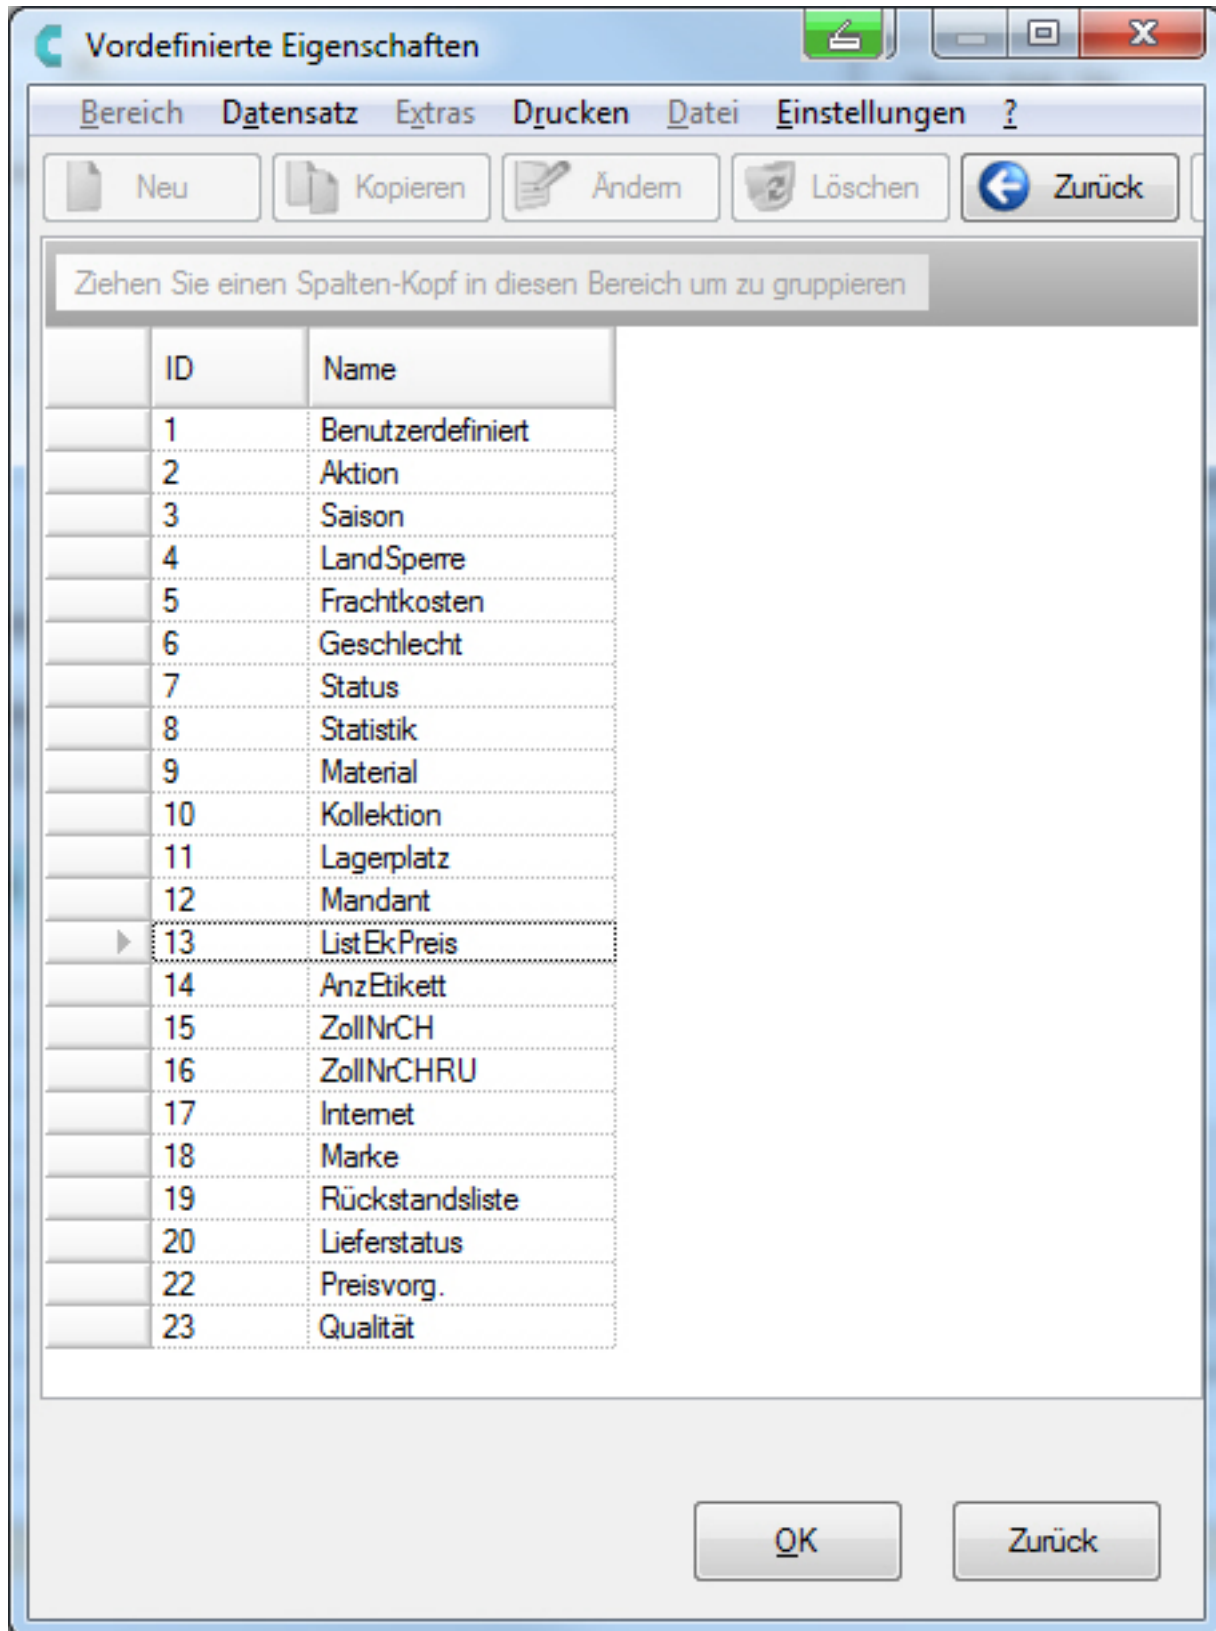 Vordefinierte Eigenschaften
Bereich Datensatz Extras Drucken Datei Einstellungen ?
Neu Kopieren Ändern Löschen Zurück
Ziehen Sie einen Spalten-Kopf in diesen Bereich um zu gruppieren
ID Name
1 Benutzerdefiniert
2 Aktion
3 Saison
4 LandSperre
5 Frachtkosten
6 Geschlecht
7 Status
8 Statistik
9 Material
10 Kollektion
11 Lagerplatz
12 Mandant
13 ListEkPreis
14 AnzEtikett
15 ZollNrCH
16 ZollNrCHRU
17 Internet
18 Marke
19 Rückstandsliste
20 Lieferstatus
22 Preisvorg.
23 Qualität
OK Zurück